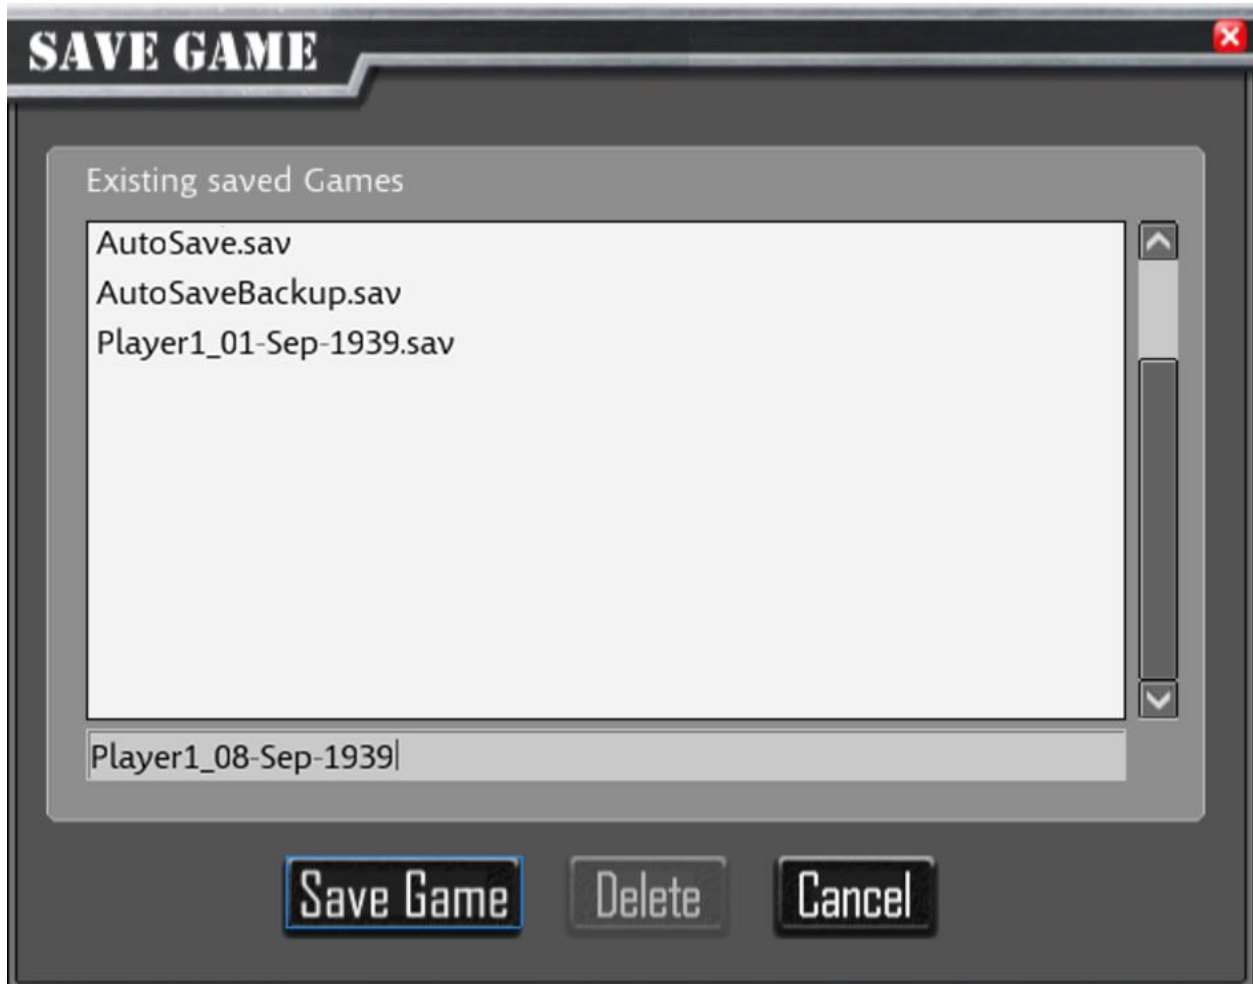 SAVE GAME
Existing saved Games
AutoSave.sav
AutoSaveBackup.sav
Player1_01-Sep-1939.sav
Player1_08-Sep-1939
Save Game
Delete
Cancel